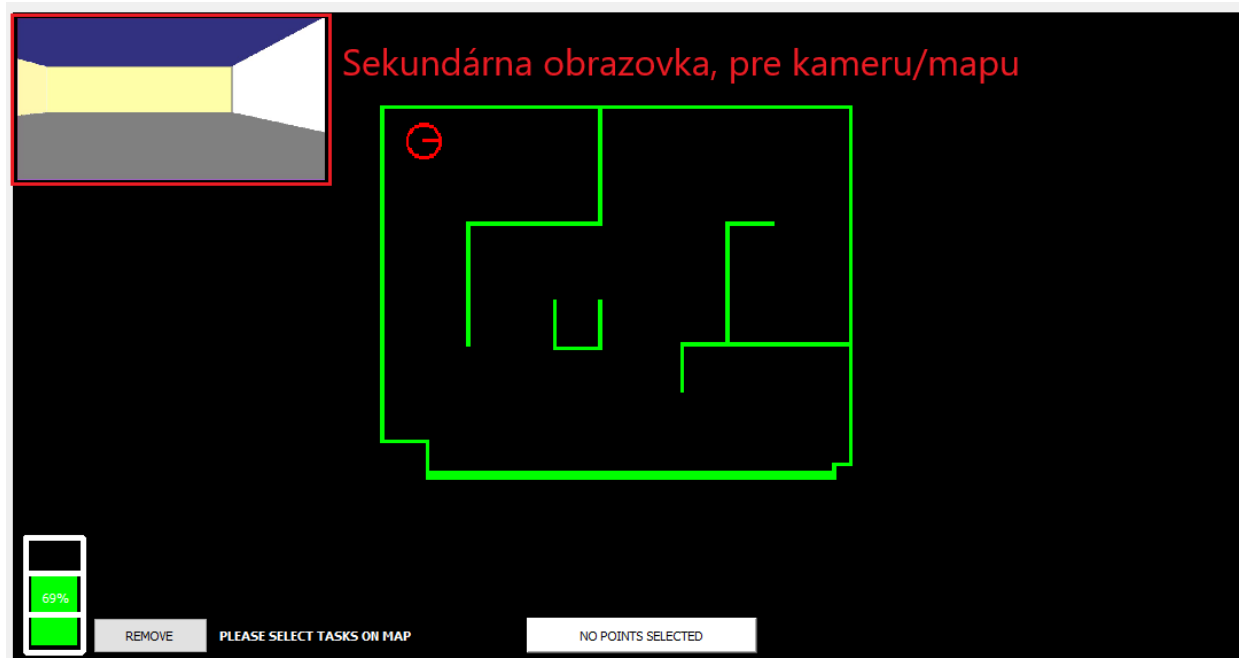 Sekundárna obrazovka, pre kameru/mapu
69%
REMOVE
PLEASE SELECT TASKS ON MAP
NO POINTS SELECTED